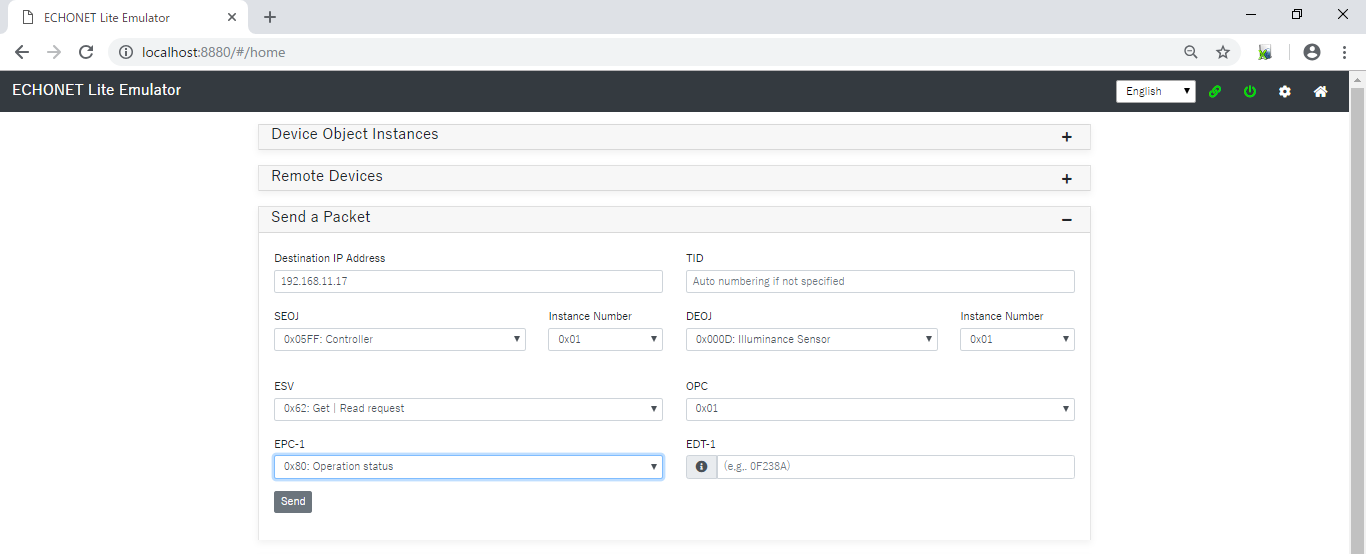 ECHONET Lite Emulator
localhost:8880/#/home
ECHONET Lite Emulator
English
Device Object Instances
Remote Devices
Send a Packet
Destination IP Address
TID
192.168.11.17
Auto numbering if not specified
SEOJ
Instance Number
DEOJ
Instance Number
0x05FF: Controller
0x01
0x000D: Illuminance Sensor
0x01
ESV
OPC
0x62: Get | Read request
0x01
EPC-1
EDT-1
0x80: Operation status
(e.g,. 0F238A)
Send